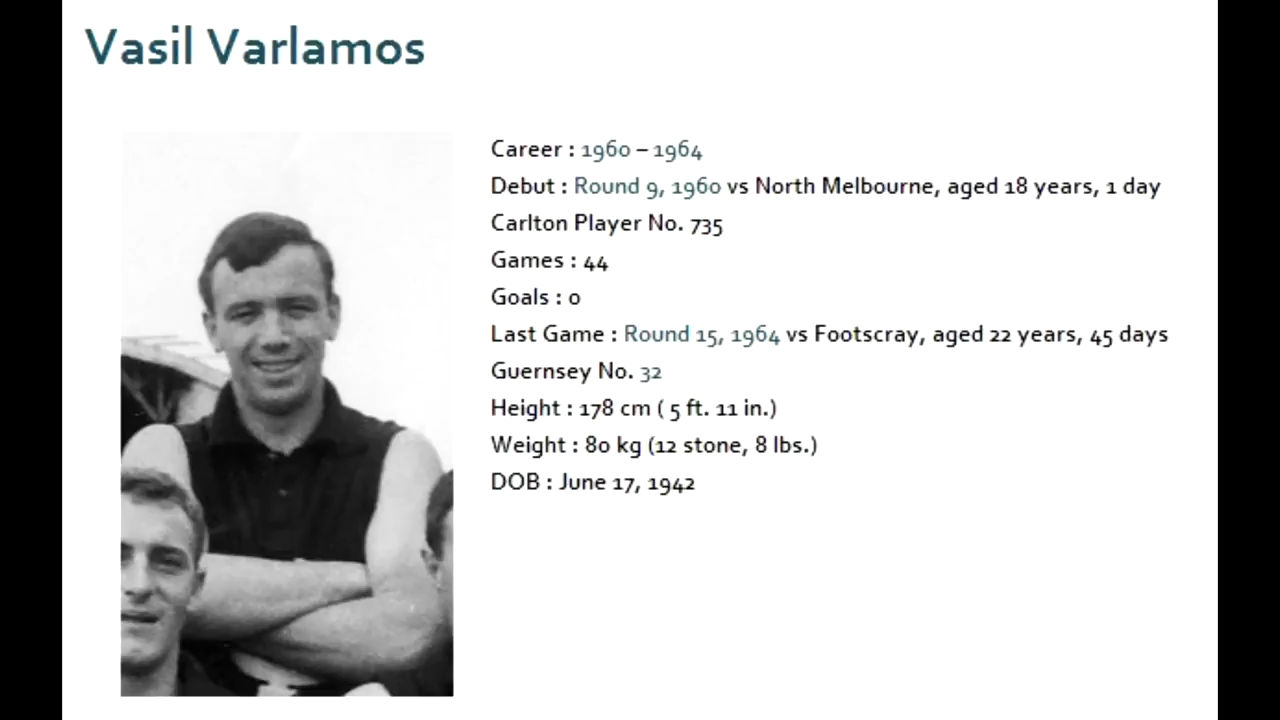 Vasil Varlamos
Career : 1960 – 1964
Debut : Round 9, 1960 vs North Melbourne, aged 18 years, 1 day
Carlton Player No. 735
Games : 44
Goals : 0
Last Game : Round 15, 1964 vs Footscray, aged 22 years, 45 days
Guernsey No. 32
Height : 178 cm ( 5 ft. 11 in.)
Weight : 80 kg (12 stone, 8 lbs.)
DOB : June 17, 1942